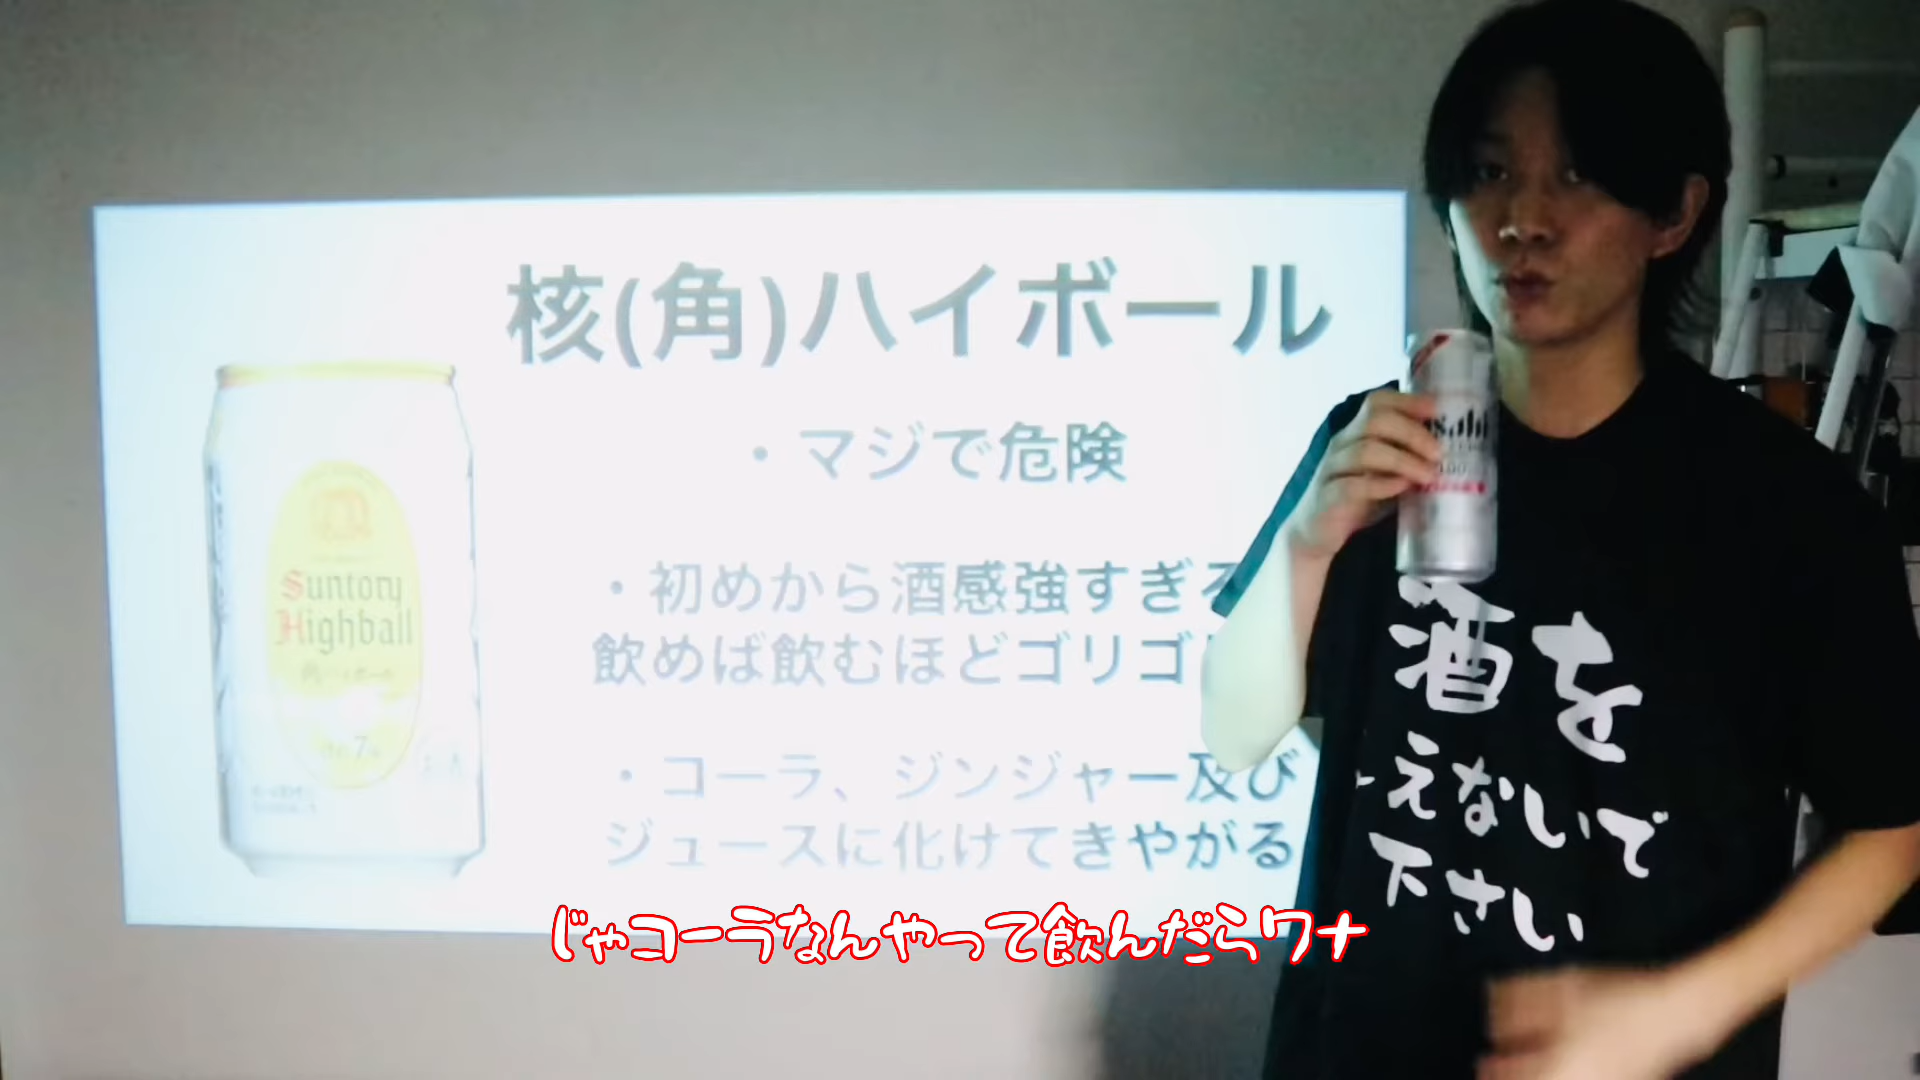 核(角)ハイボール
・マジで危険
・初めから酒感強すぎる
飲めば飲むほどゴリゴ
・コーラ、ジンジャー及び
ジュースに化けてきやがる
Suntory
Highball
7
Asahi
酒を
えないで
下さい
じゃコーラなんやって飲んだらワナ